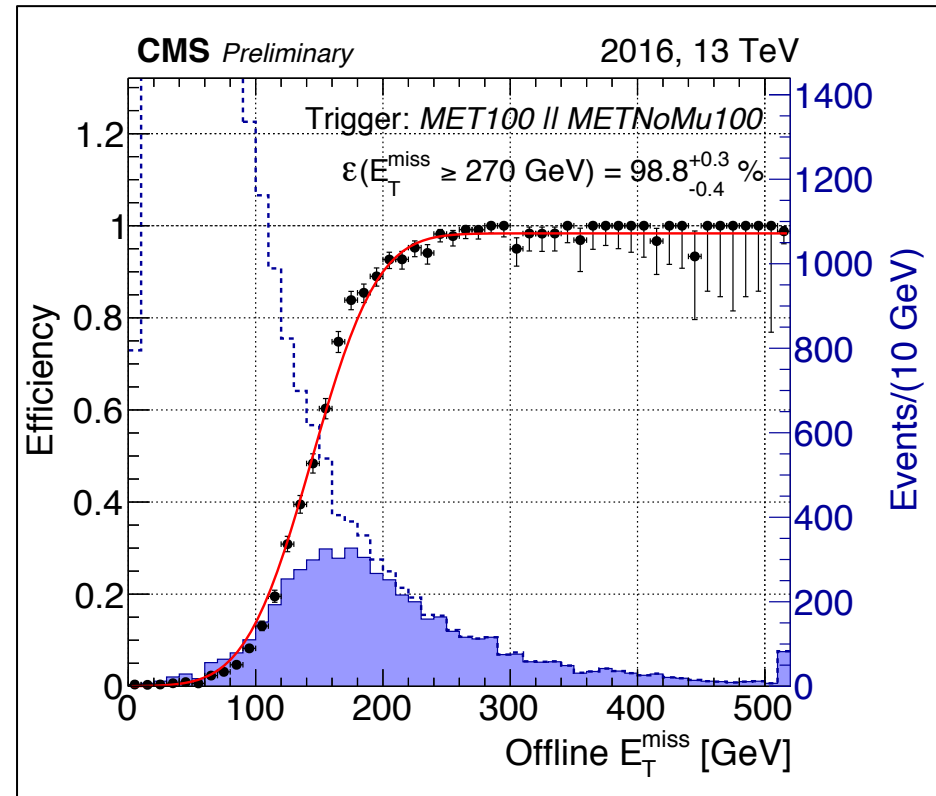 CMS Preliminary
2016, 13 TeV
Trigger: MET100 || METNoMu100
ε(E_T^miss ≥ 270 GeV) = 98.8 +0.3 -0.4 %
Efficiency
0
0.2
0.4
0.6
0.8
1
1.2
Events/(10 GeV)
0
200
400
600
800
1000
1200
1400
0 100 200 300 400 500
Offline E_T^miss [GeV]